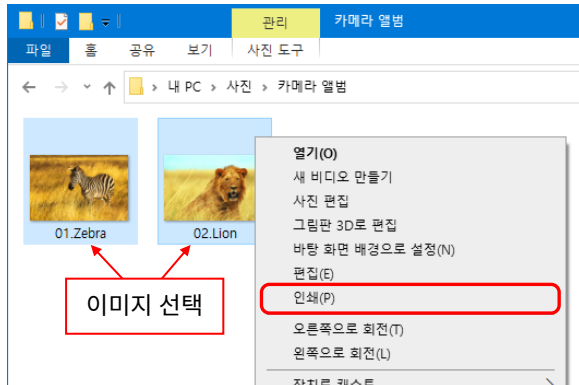 관리
카메라 앨범
파일 홈 공유 보기 사진 도구
내 PC > 사진 > 카메라 앨범
01.Zebra
02.Lion
이미지 선택
열기(O)
새 비디오 만들기
사진 편집
그림판 3D로 편집
바탕 화면 배경으로 설정(N)
편집(E)
인쇄(P)
오른쪽으로 회전(T)
왼쪽으로 회전(L)